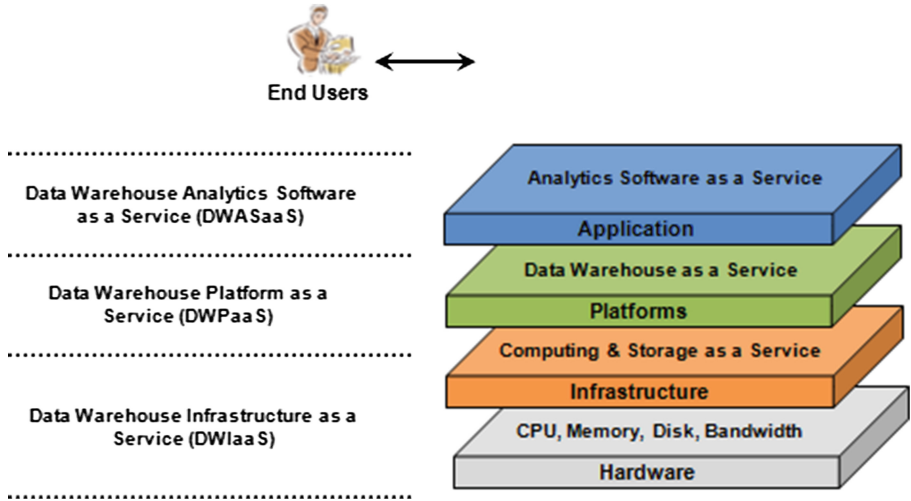 End Users
Data Warehouse Analytics Software
as a Service (DWASaaS)
Data Warehouse Platform as a
Service (DWPaaS)
Data Warehouse Infrastructure as a
Service (DWIaaS)
Analytics Software as a Service
Application
Data Warehouse as a Service
Platforms
Computing & Storage as a Service
Infrastructure
CPU, Memory, Disk, Bandwidth
Hardware